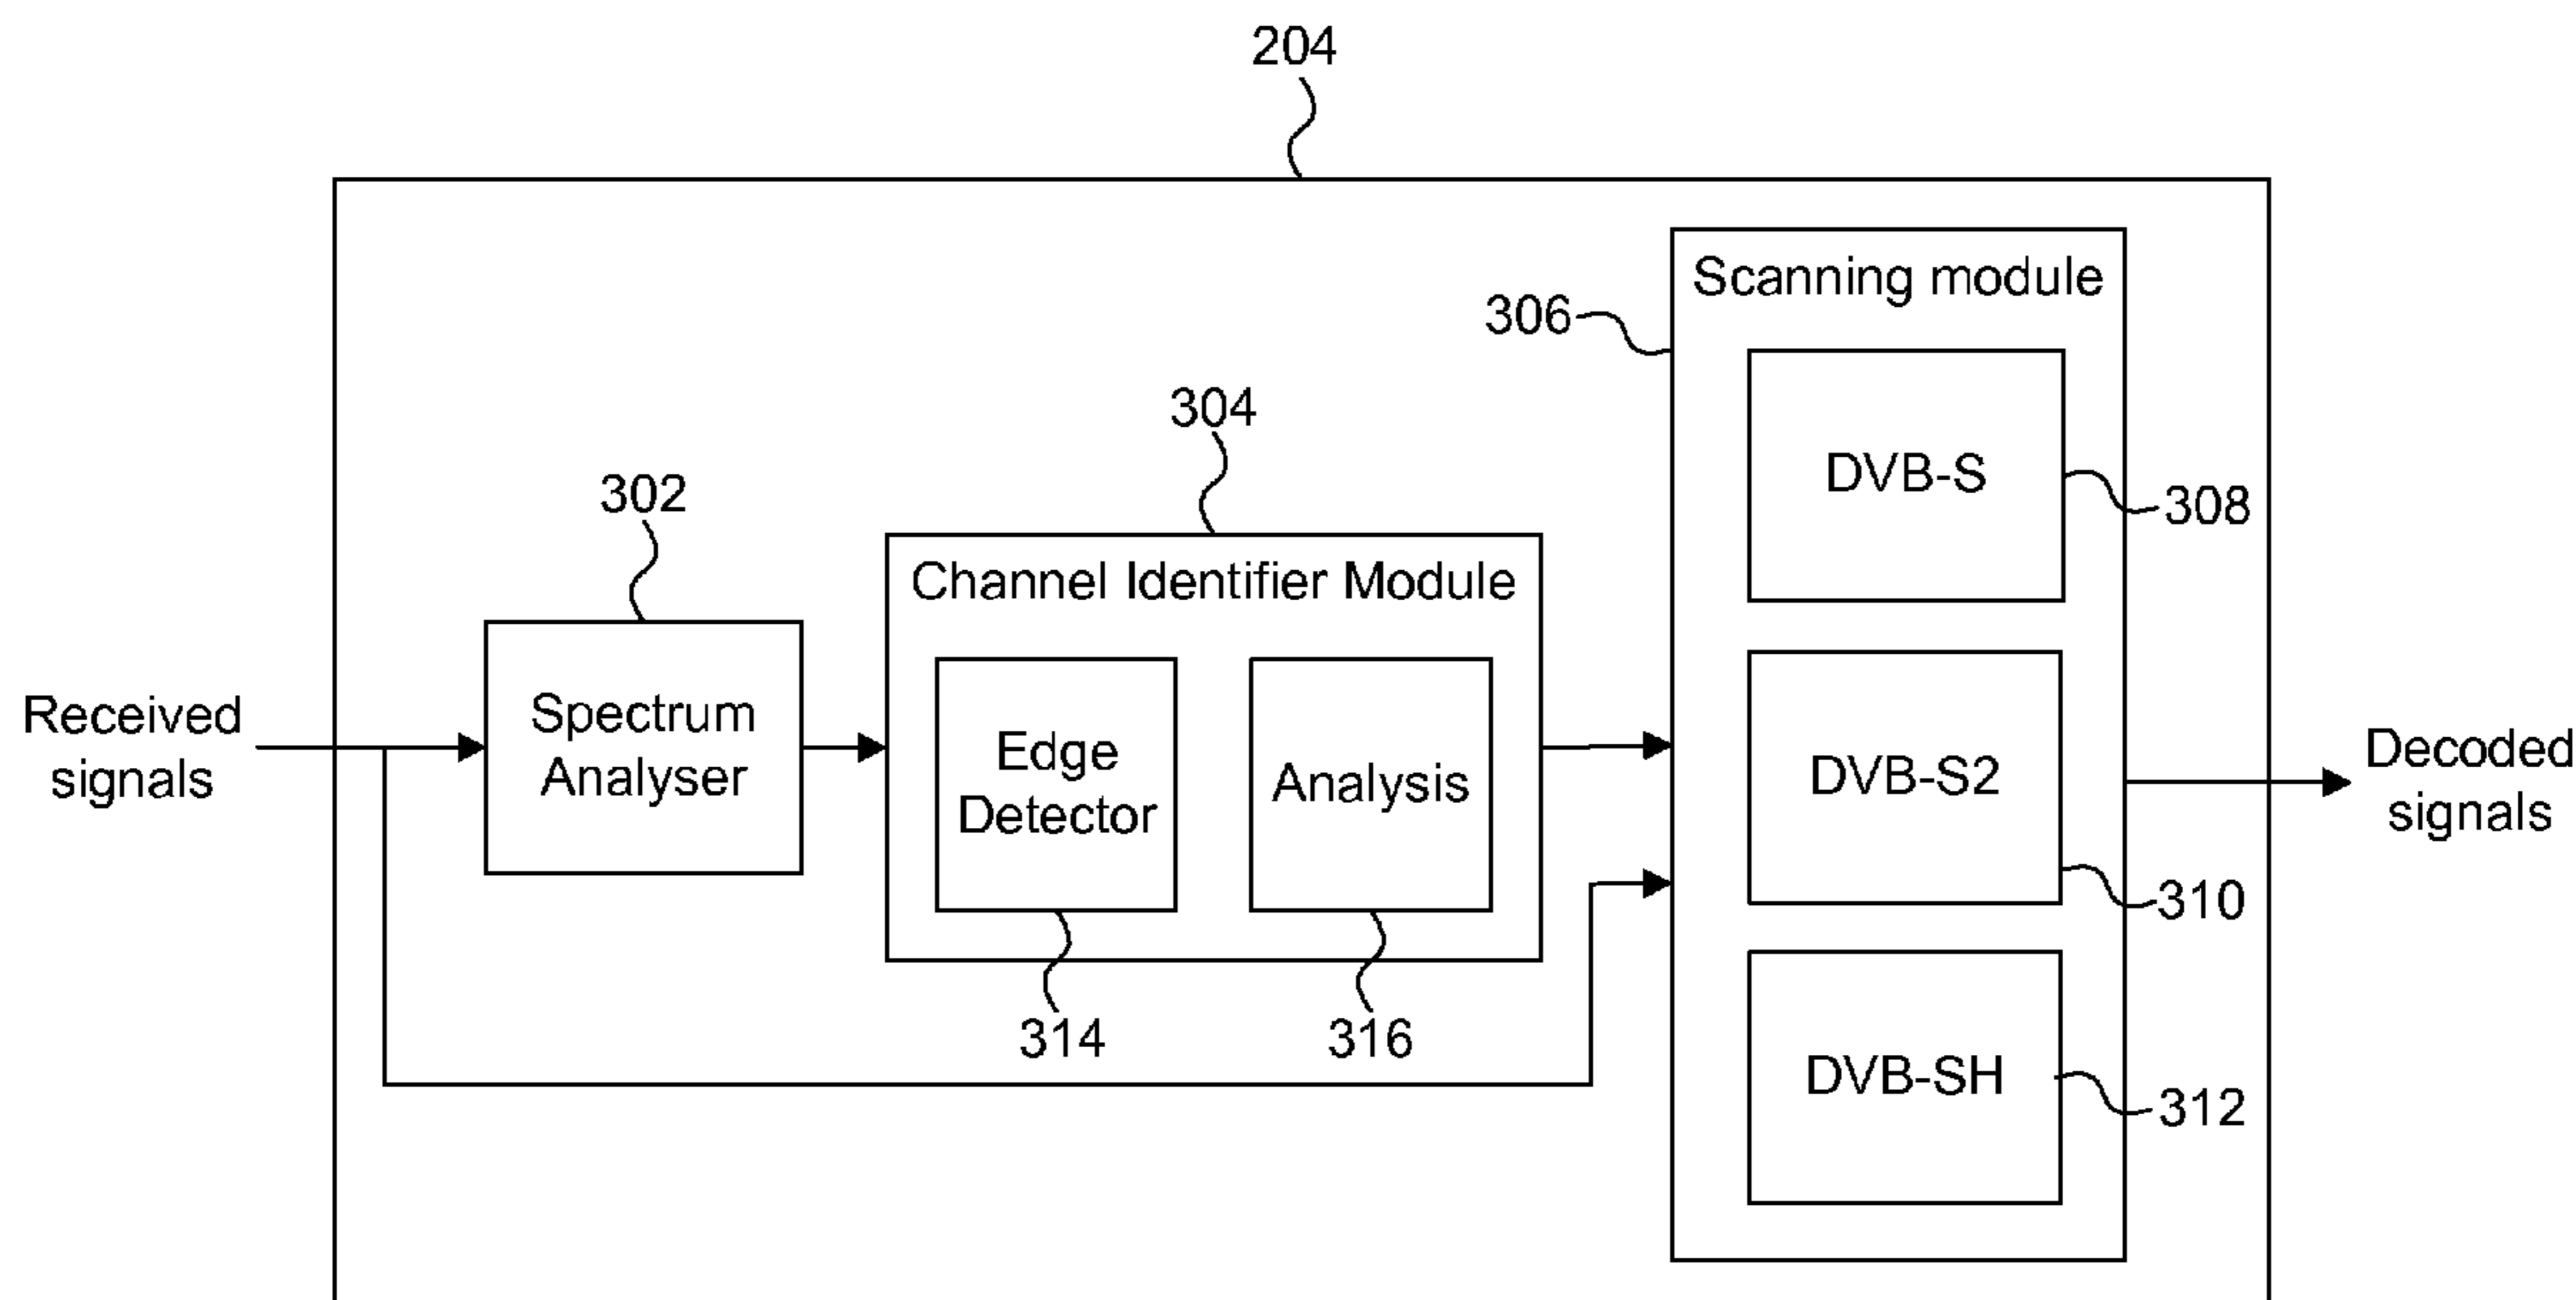 204
Scanning module
306
DVB-S
308
304
302
Channel Identifier Module
Received
signals
Spectrum
Analyser
Edge
Detector
Analysis
DVB-S2
310
Decoded
signals
314
316
DVB-SH
312